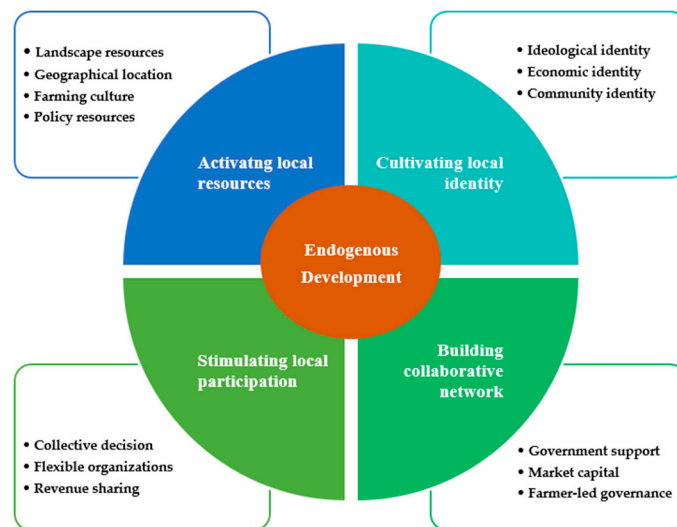 • Landscape resources
• Geographical location
• Farming culture
• Policy resources
• Ideological identity
• Economic identity
• Community identity
Activatng local
resources
Cultivating local
identity
Endogenous
Development
Stimulating local
participation
Building
collaborative
network
• Collective decision
• Flexible organizations
• Revenue sharing
• Government support
• Market capital
• Farmer-led governance